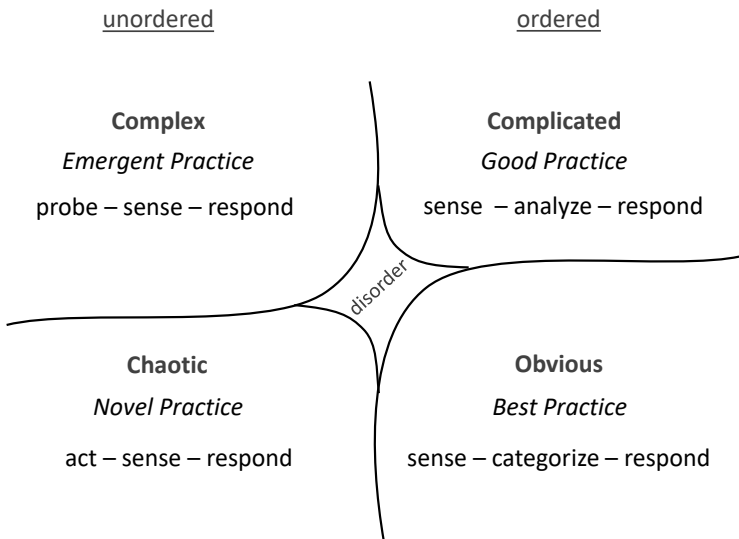 unordered
ordered
Complex
Emergent Practice
probe – sense – respond
Complicated
Good Practice
sense – analyze – respond
disorder
Chaotic
Novel Practice
act – sense – respond
Obvious
Best Practice
sense – categorize – respond